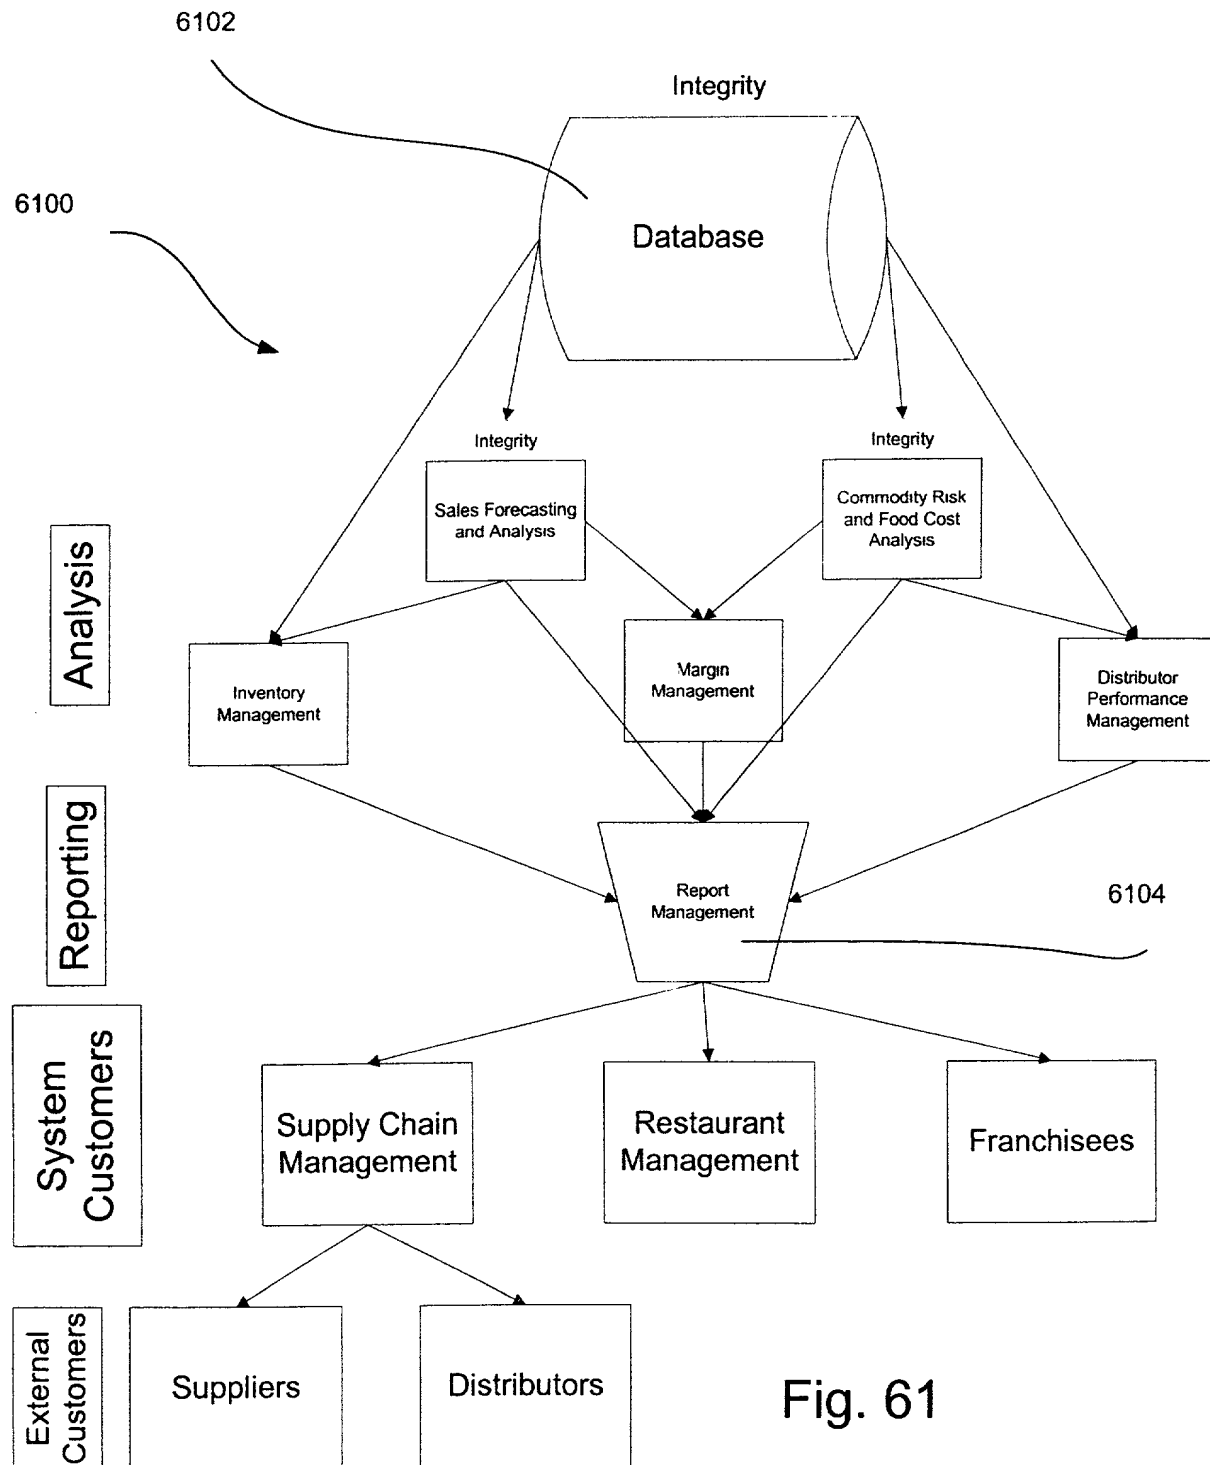 6102
Integrity
6100
Database
Integrity
Integrity
Sales Forecasting
and Analysis
Commodity Risk
and Food Cost
Analysis
Analysis
Inventory
Management
Margin
Management
Distributor
Performance
Management
Reporting
Report
Management
6104
System
Customers
Supply Chain
Management
Restaurant
Management
Franchisees
External
Customers
Suppliers
Distributors
Fig. 61